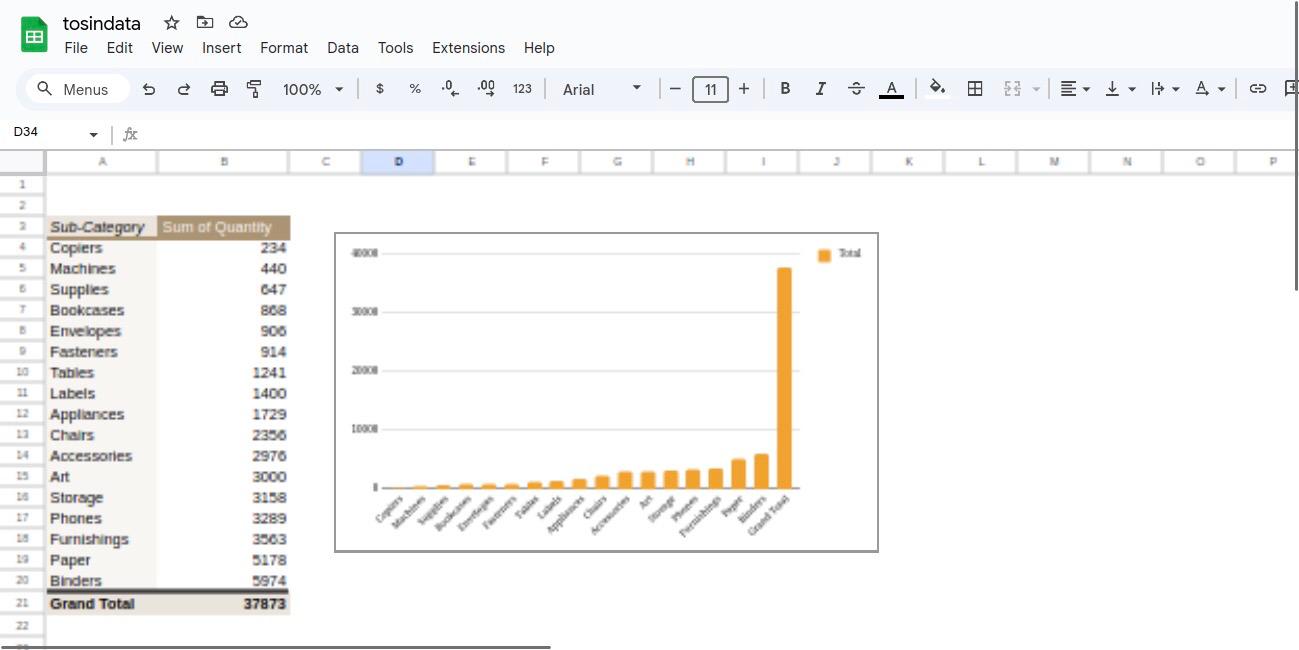 tosindata
File Edit View Insert Format Data Tools Extensions Help
Menus 100% $ % .0 .00 123 Arial 11 B I S A
D34 fx
A B C D E F G H I J K L M N O P
1
2
3 Sub-Category Sum of Quantity
4 Copiers 234
5 Machines 440
6 Supplies 647
7 Bookcases 868
8 Envelopes 906
9 Fasteners 914
10 Tables 1241
11 Labels 1400
12 Appliances 1729
13 Chairs 2356
14 Accessories 2976
15 Art 3000
16 Storage 3158
17 Phones 3289
18 Furnishings 3563
19 Paper 5178
20 Binders 5974
21 Grand Total 37873
22
40000
30000
20000
10000
0
Total
Copiers Machines Supplies Bookcases Envelopes Fasteners Tables Labels Appliances Chairs Accessories Art Storage Phones Furnishings Paper Binders Grand Total